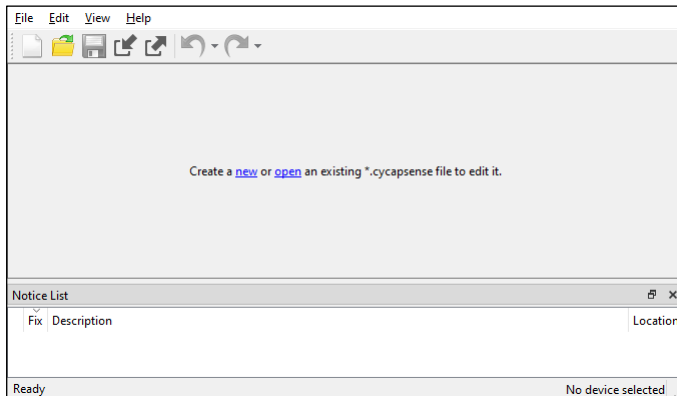 File Edit View Help
Create a new or open an existing *.cycapsense file to edit it.
Notice List
Fix Description Location
Ready No device selected